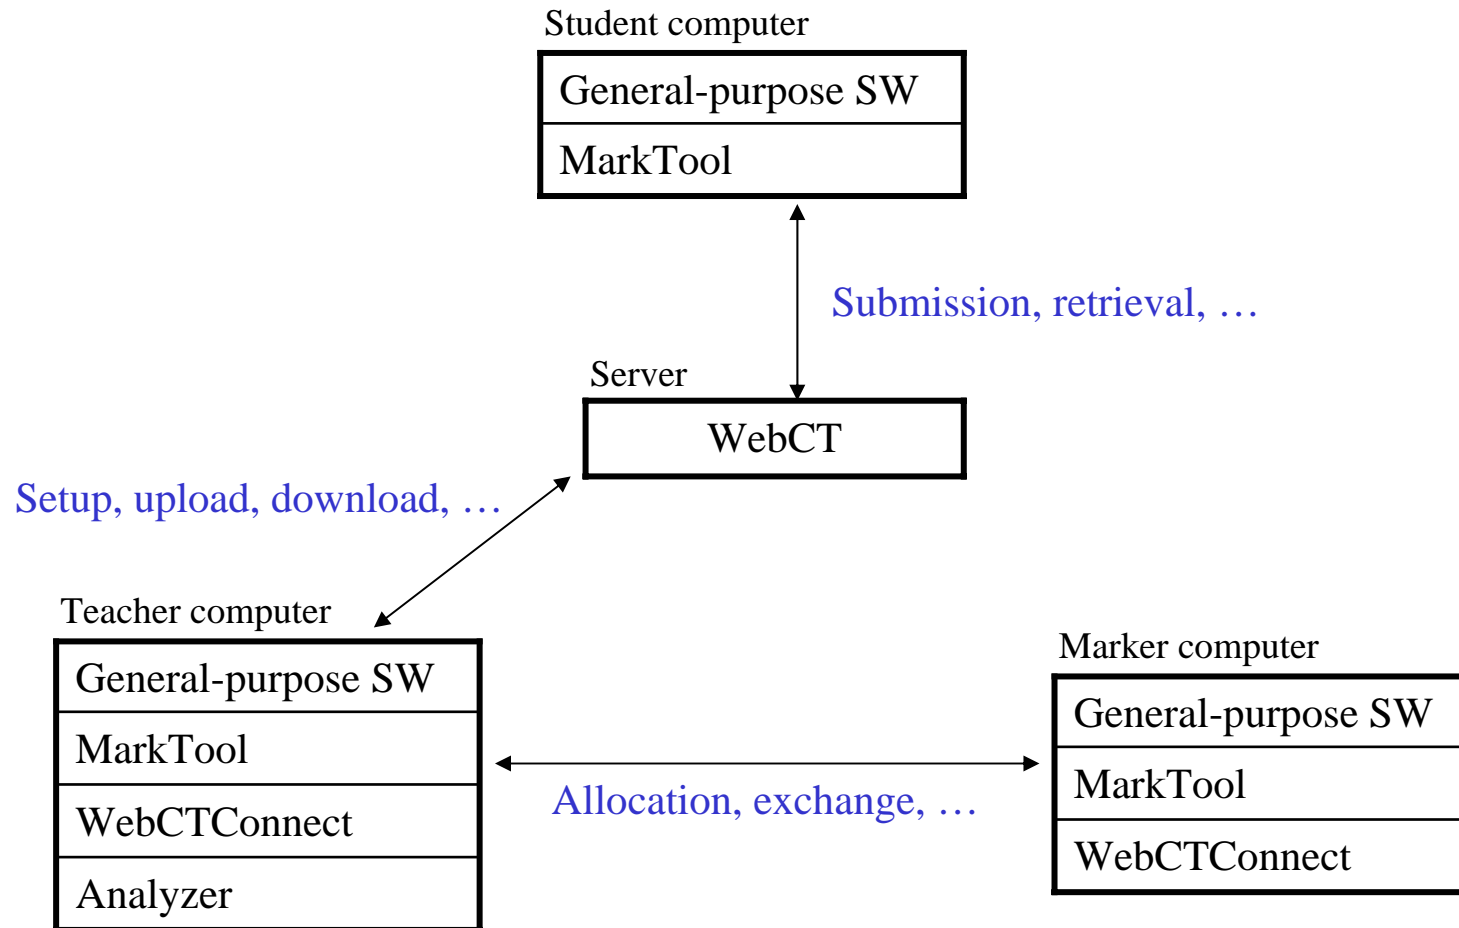 Student computer
General-purpose SW
MarkTool
Submission, retrieval, …
Server
WebCT
Setup, upload, download, …
Teacher computer
General-purpose SW
MarkTool
WebCTConnect
Analyzer
Allocation, exchange, …
Marker computer
General-purpose SW
MarkTool
WebCTConnect